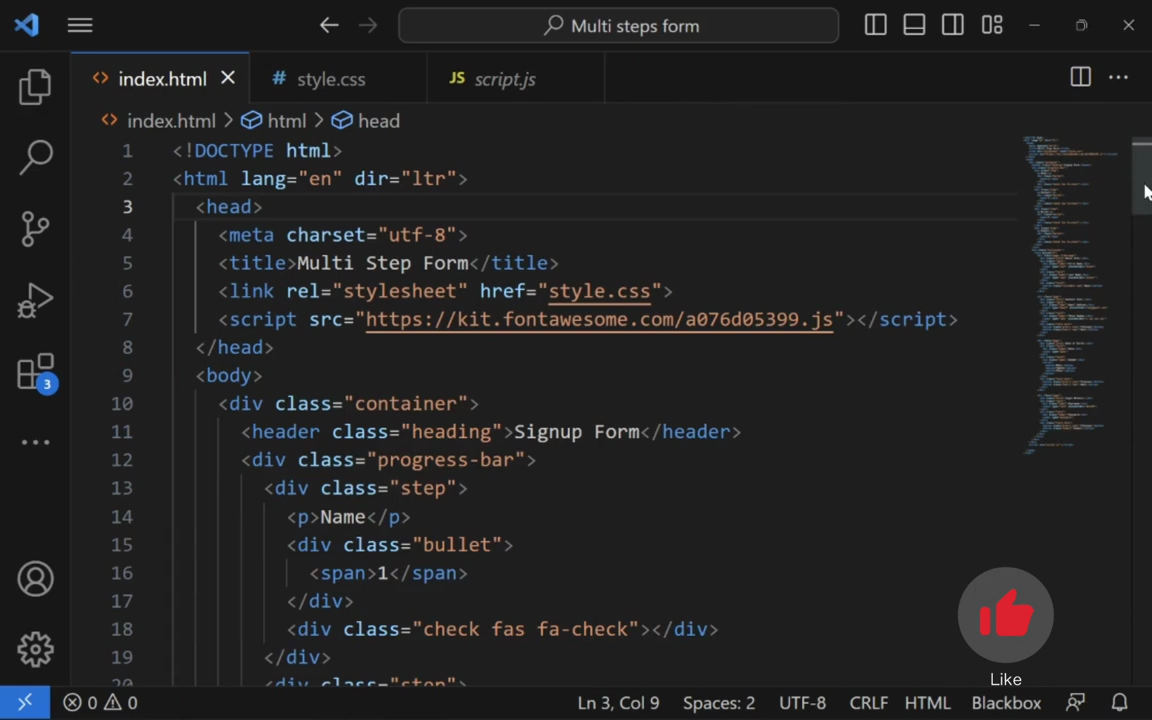 Multi steps form
index.html
# style.css
JS script.js
index.html > html > head
1 <!DOCTYPE html>
2 <html lang="en" dir="ltr">
3 <head>
4 <meta charset="utf-8">
5 <title>Multi Step Form</title>
6 <link rel="stylesheet" href="style.css">
7 <script src="https://kit.fontawesome.com/a076d05399.js"></script>
8 </head>
9 <body>
10 <div class="container">
11 <header class="heading">Signup Form</header>
12 <div class="progress-bar">
13 <div class="step">
14 <p>Name</p>
15 <div class="bullet">
16 <span>1</span>
17 </div>
18 <div class="check fas fa-check"></div>
19 </div>
20 <div class="step">
3
Like
0 0
Ln 3, Col 9
Spaces: 2
UTF-8
CRLF
HTML
Blackbox